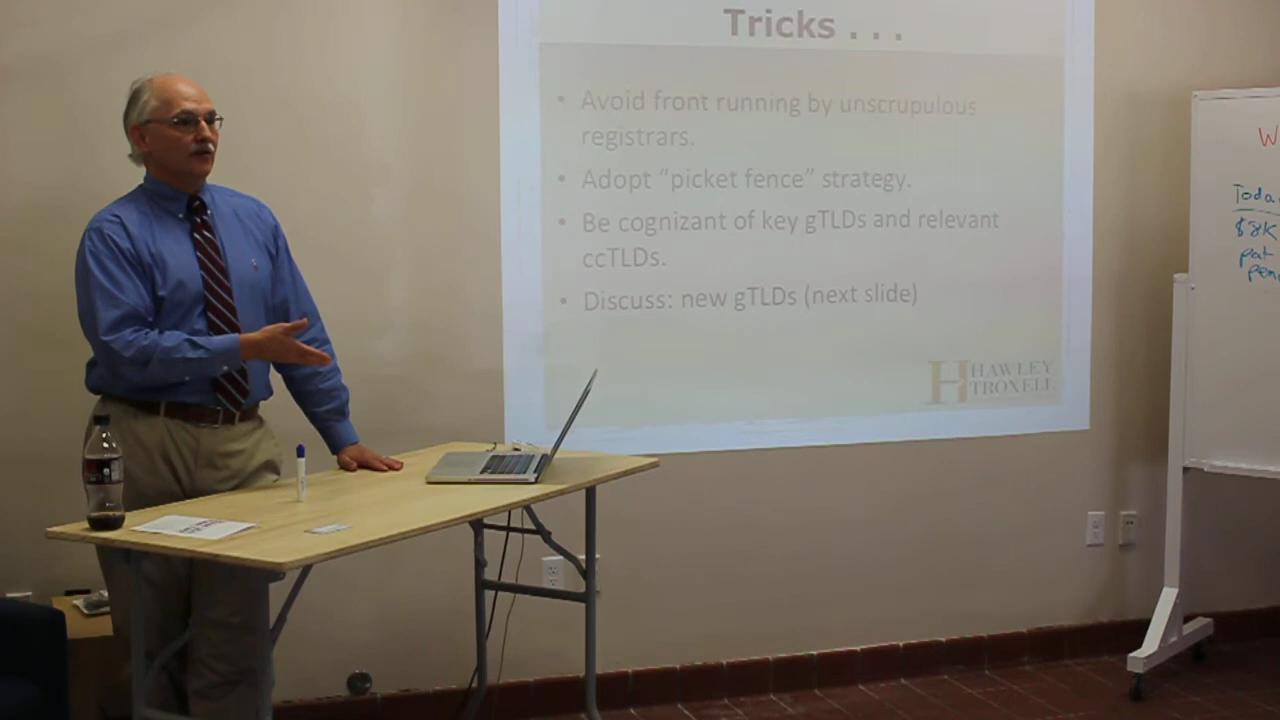 Tricks . . .
• Avoid front running by unscrupulous
registrars.
• Adopt “picket fence” strategy.
• Be cognizant of key gTLDs and relevant
ccTLDs.
• Discuss: new gTLDs (next slide)
H HAWLEY
TROXELL
W
Toda
$8K
pat
pen